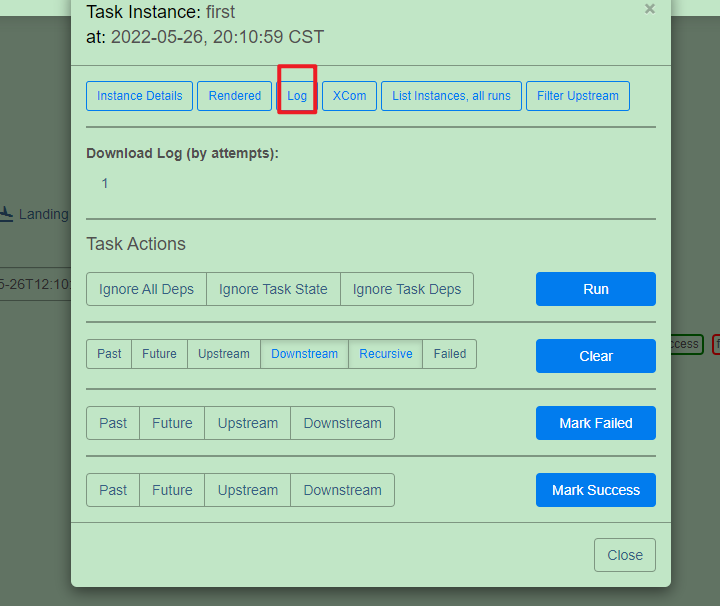 Task Instance: first
×
at: 2022-05-26, 20:10:59 CST
Instance Details Rendered Log XCom List Instances, all runs Filter Upstream
Download Log (by attempts):
1
Landing
Task Actions
5-26T12:10:
Ignore All Deps Ignore Task State Ignore Task Deps Run
Past Future Upstream Downstream Recursive Failed Clear
ccess
f
Past Future Upstream Downstream Mark Failed
Past Future Upstream Downstream Mark Success
Close